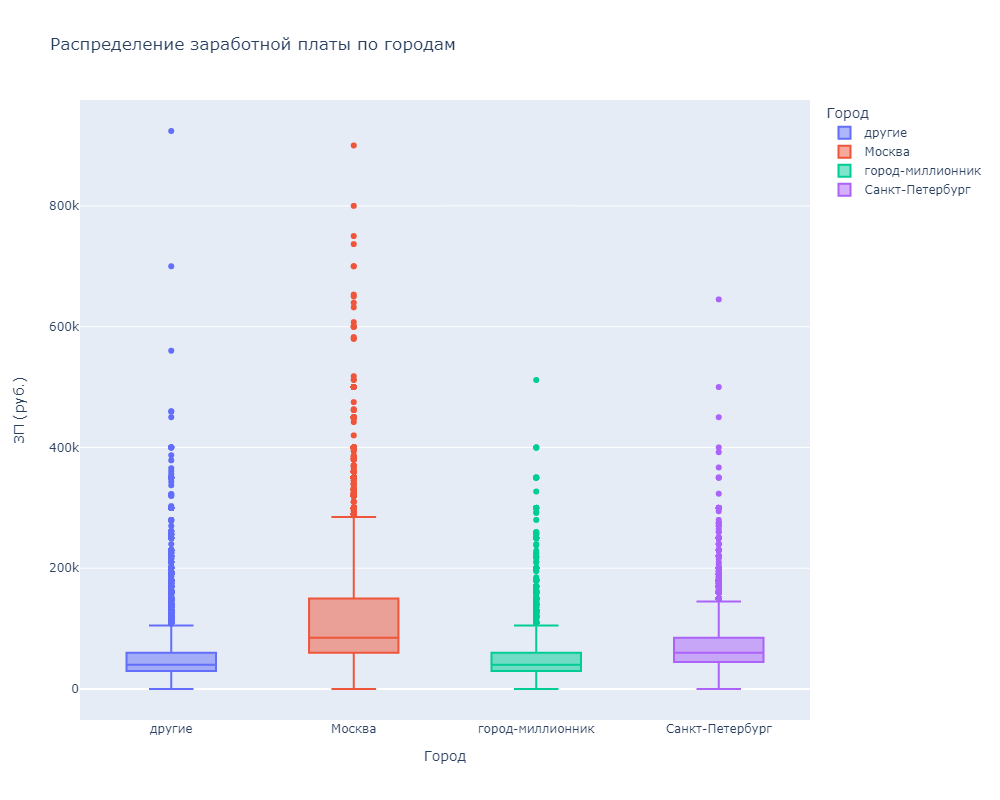 Распределение заработной платы по городам
Город
другие
Москва
город-миллионник
Санкт-Петербург
800k
600k
400k
200k
0
ЗП (руб.)
другие
Москва
город-миллионник
Санкт-Петербург
Город